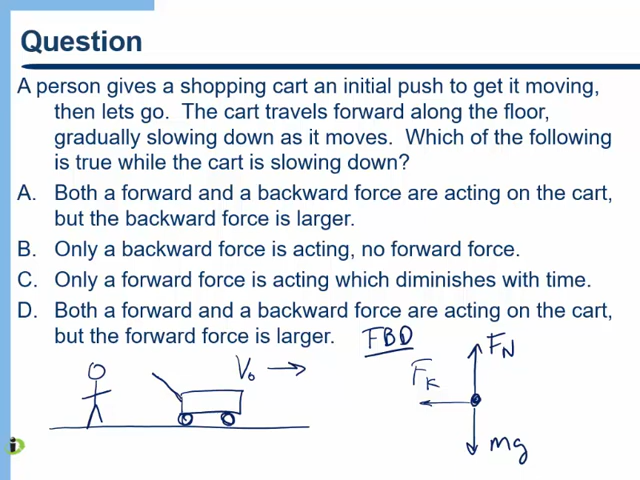 Question
A person gives a shopping cart an initial push to get it moving,
then lets go. The cart travels forward along the floor,
gradually slowing down as it moves. Which of the following
is true while the cart is slowing down?
A. Both a forward and a backward force are acting on the cart,
but the backward force is larger.
B. Only a backward force is acting, no forward force.
C. Only a forward force is acting which diminishes with time.
D. Both a forward and a backward force are acting on the cart,
but the forward force is larger.
FBD
F_N
V_0
F_K
mg